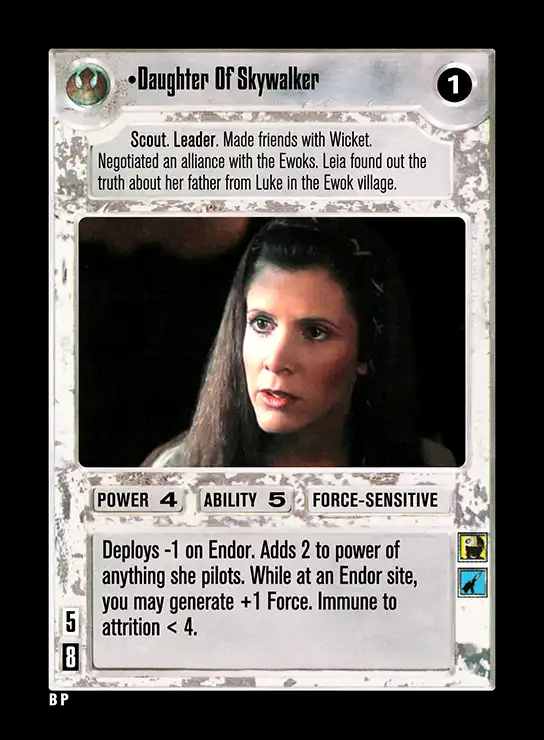 •Daughter Of Skywalker
1
Scout. Leader. Made friends with Wicket.
Negotiated an alliance with the Ewoks. Leia found out the
truth about her father from Luke in the Ewok village.
POWER 4 ABILITY 5 FORCE-SENSITIVE
Deploys -1 on Endor. Adds 2 to power of
anything she pilots. While at an Endor site,
you may generate +1 Force. Immune to
attrition < 4.
5
8
B P